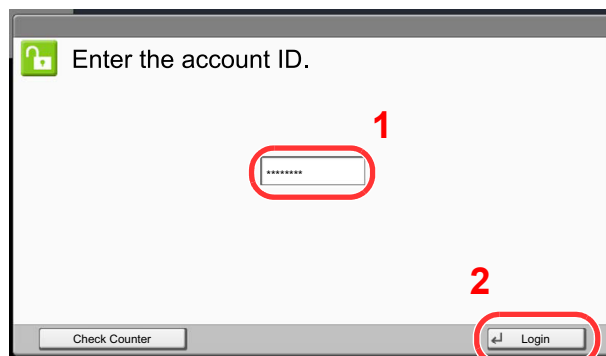 Enter the account ID.
1
********
2
Check Counter
Login